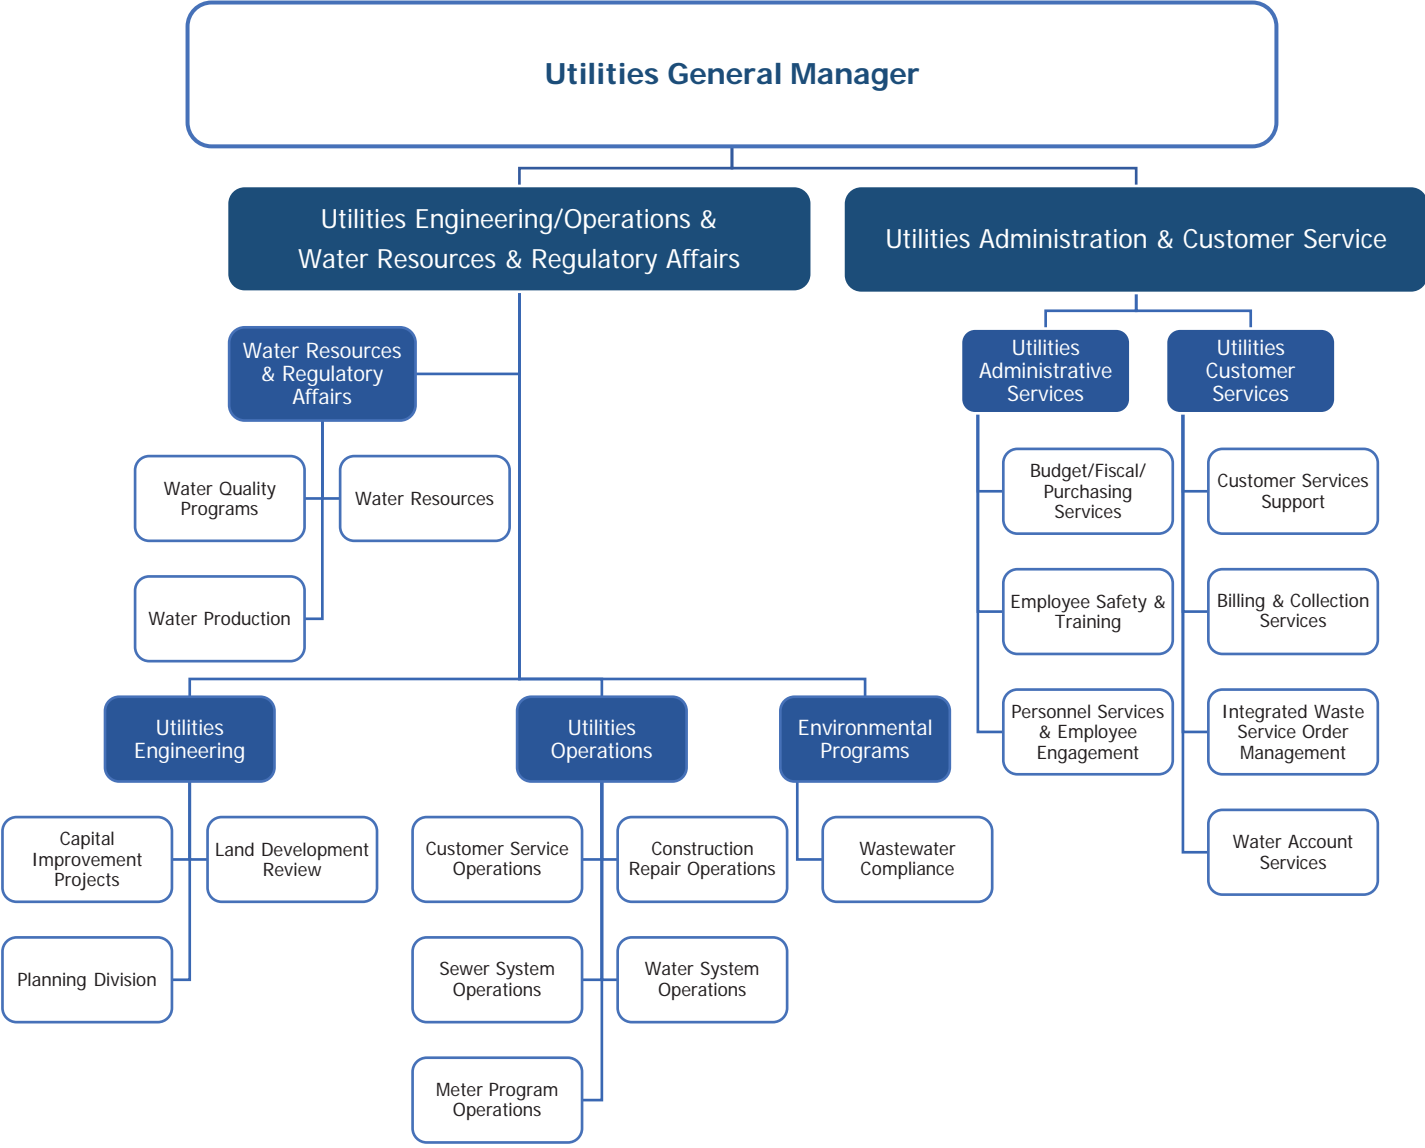 Utilities General Manager
Utilities Engineering/Operations &
Water Resources & Regulatory Affairs
Utilities Administration & Customer Service
Water Resources
& Regulatory
Affairs
Utilities
Administrative
Services
Utilities
Customer
Services
Water Quality
Programs
Water Resources
Budget/Fiscal/
Purchasing
Services
Customer Services
Support
Water Production
Employee Safety &
Training
Billing & Collection
Services
Utilities
Engineering
Utilities
Operations
Environmental
Programs
Personnel Services
& Employee
Engagement
Integrated Waste
Service Order
Management
Capital
Improvement
Projects
Land Development
Review
Customer Service
Operations
Construction
Repair Operations
Wastewater
Compliance
Water Account
Services
Planning Division
Sewer System
Operations
Water System
Operations
Meter Program
Operations